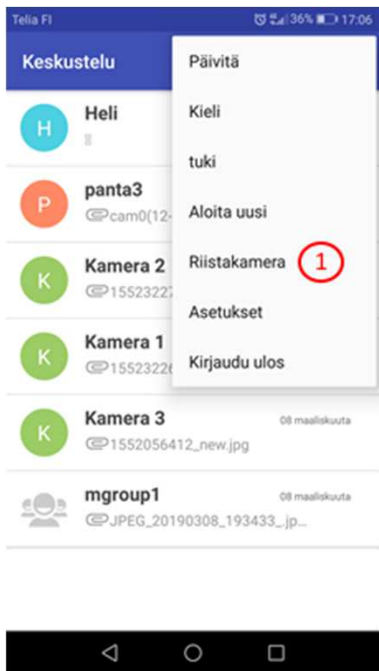 Telia FI 36% 17:06
Keskustelu
Päivitä
Kieli
tuki
Aloita uusi
Riistakamera 1
Asetukset
Kirjaudu ulos
H Heli
P panta3
cam0(12-
K Kamera 2
15523227
K Kamera 1
15523226
K Kamera 3 08 maaliskuuta
1552056412_new.jpg
mgroup1 08 maaliskuuta
JPEG_20190308_193433_.jp...